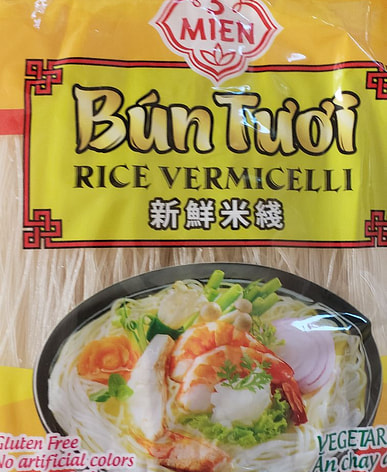 3
MIEN
Bún Tươi
RICE VERMICELLI
新鮮米綫
Gluten Free
No artificial colors
VEGETAR
Ăn chay